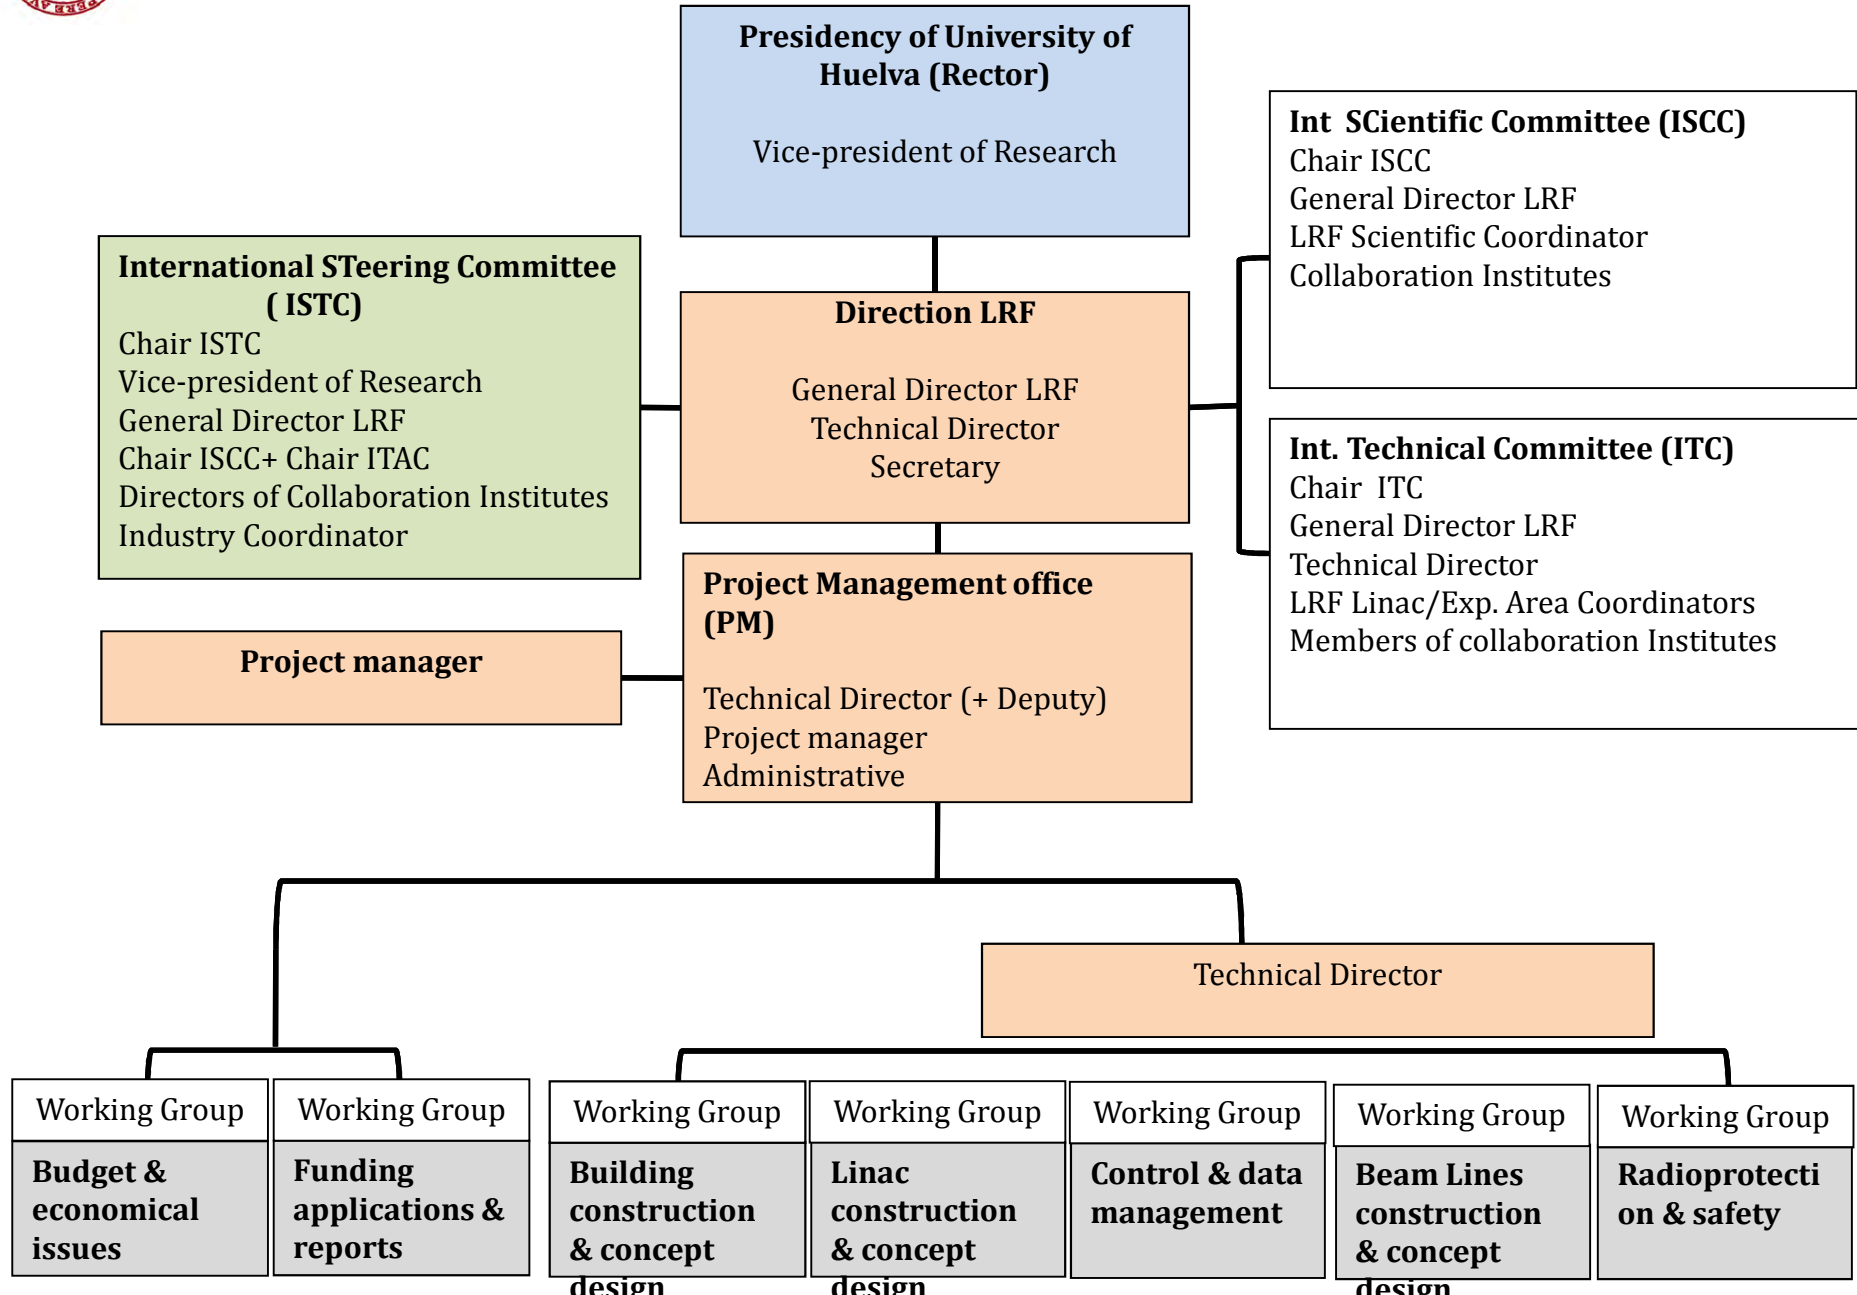 Presidency of University of
Huelva (Rector)
Vice-president of Research
Int SCientific Committee (ISCC)
Chair ISCC
General Director LRF
LRF Scientific Coordinator
Collaboration Institutes
International STeering Committee
( ISTC)
Chair ISTC
Vice-president of Research
General Director LRF
Chair ISCC+ Chair ITAC
Directors of Collaboration Institutes
Industry Coordinator
Direction LRF
General Director LRF
Technical Director
Secretary
Int. Technical Committee (ITC)
Chair ITC
General Director LRF
Technical Director
LRF Linac/Exp. Area Coordinators
Members of collaboration Institutes
Project manager
Project Management office
(PM)
Technical Director (+ Deputy)
Project manager
Administrative
Technical Director
Working Group
Budget &
economical
issues
Working Group
Funding
applications &
reports
Working Group
Building
construction
& concept
design
Working Group
Linac
construction
& concept
design
Working Group
Control & data
management
Working Group
Beam Lines
construction
& concept
design
Working Group
Radioprotecti
on & safety